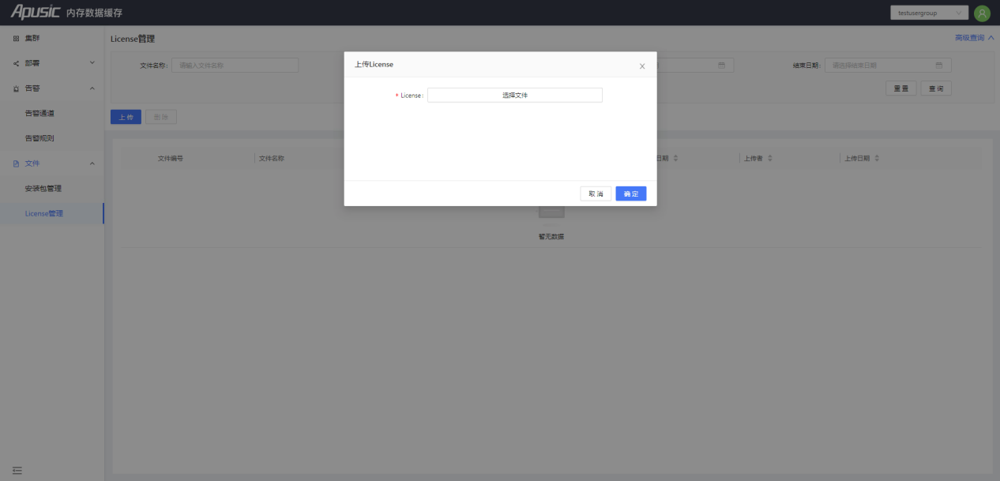 Apusic 内存数据缓存
testusergroup
集群
部署
告警
告警通道
告警规则
文件
安装包管理
License管理
License管理
高级查询
文件名称: 请输入文件名称
结束日期: 请选择结束日期
重置 查询
上传 删除
文件编号 文件名称 日期 上传者 上传日期
暂无数据
上传License
* License: 选择文件
取消 确定